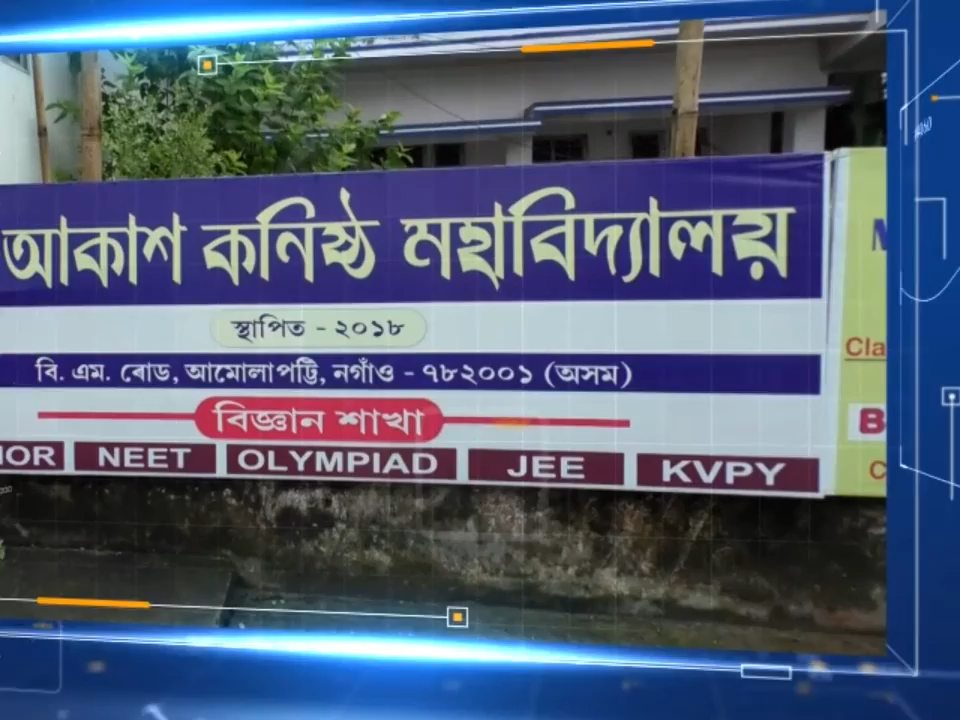 আকাশ কনিষ্ঠ মহাবিদ্যালয়
স্থাপিত - ২০১৮
বি. এম. ৰোড, আমোলাপট্টি, নগাঁও - ৭৮২০০১ (অসম)
বিজ্ঞান শাখা
NEET OLYMPIAD JEE KVPY